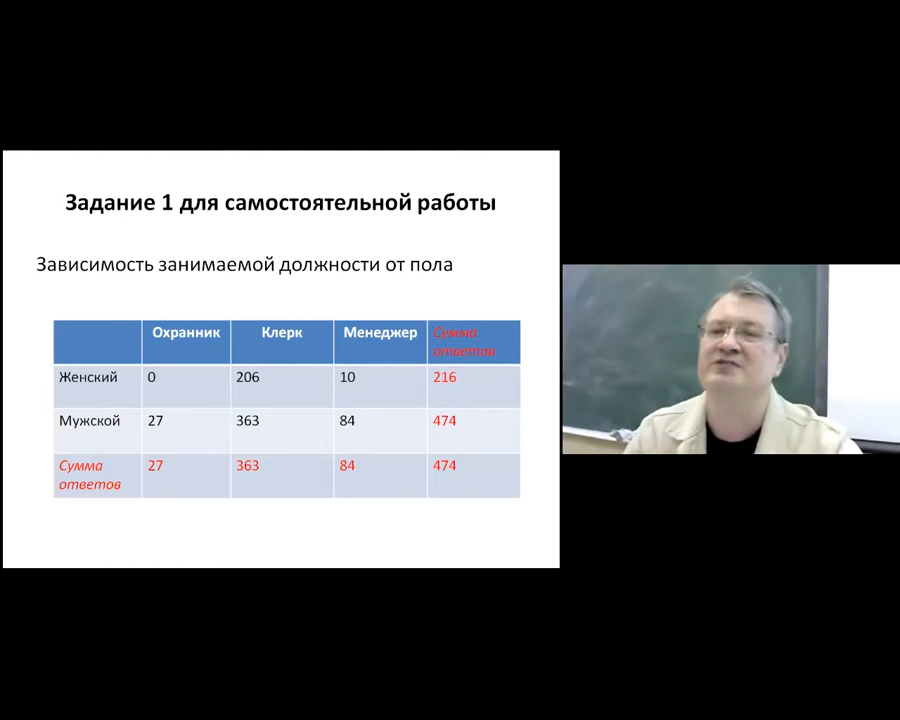 Задание 1 для самостоятельной работы
Зависимость занимаемой должности от пола
Охранник Клерк Менеджер Сумма
ответов
Женский 0 206 10 216
Мужской 27 363 84 474
Сумма 27 363 84 474
ответов